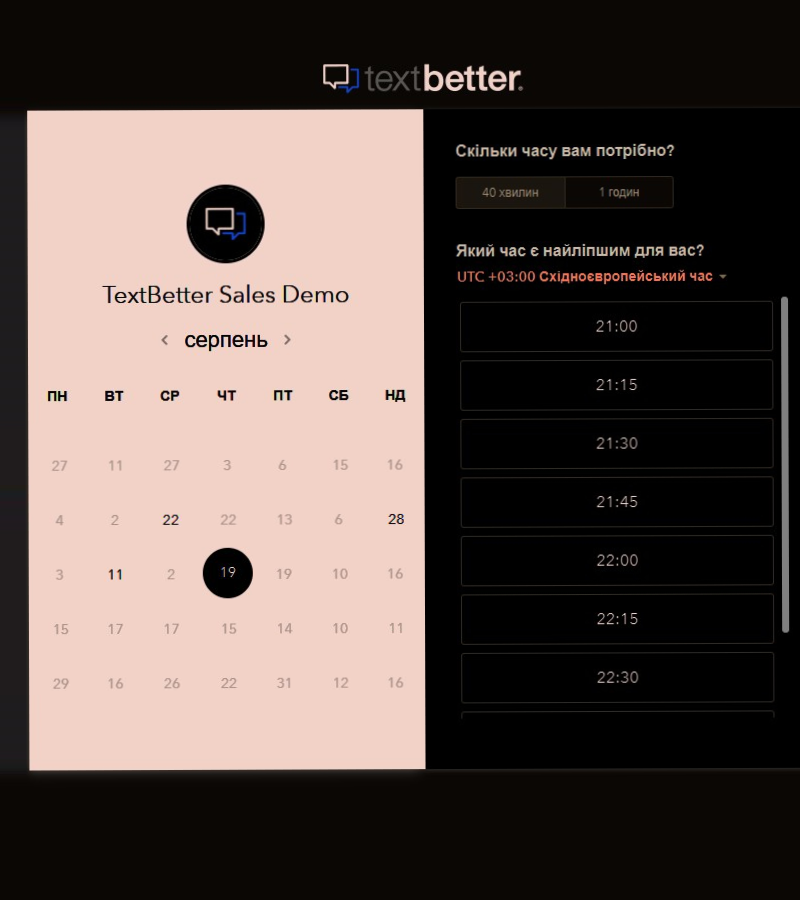 textbetter.
TextBetter Sales Demo
серпень
ПН ВТ СР ЧТ ПТ СБ НД
27 11 27 3 6 15 16
4 2 22 22 13 6 28
3 11 2 19 19 10 16
15 17 17 15 14 10 11
29 16 26 22 31 12 16
Скільки часу вам потрібно?
40 хвилин 1 годин
Який час є найліпшим для вас?
UTC +03:00 Східноєвропейський час
21:00
21:15
21:30
21:45
22:00
22:15
22:30